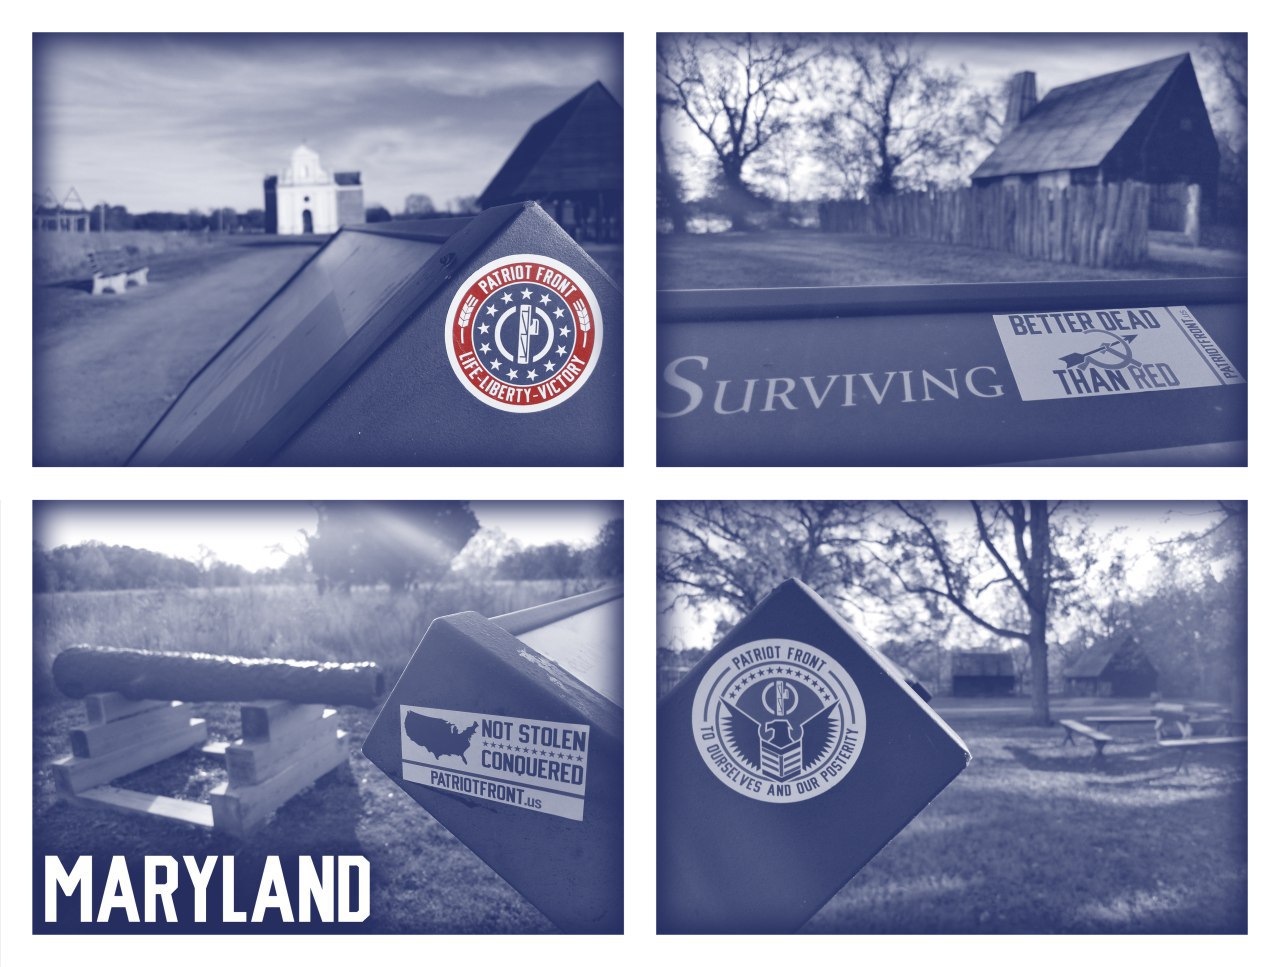 PATRIOT FRONT
LIFE-LIBERTY-VICTORY
BETTER DEAD
THAN RED
PATRIOTFRONT.us
SURVIVING
NOT STOLEN
CONQUERED
PATRIOTFRONT.us
MARYLAND
PATRIOT FRONT
TO OURSELVES AND OUR POSTERITY